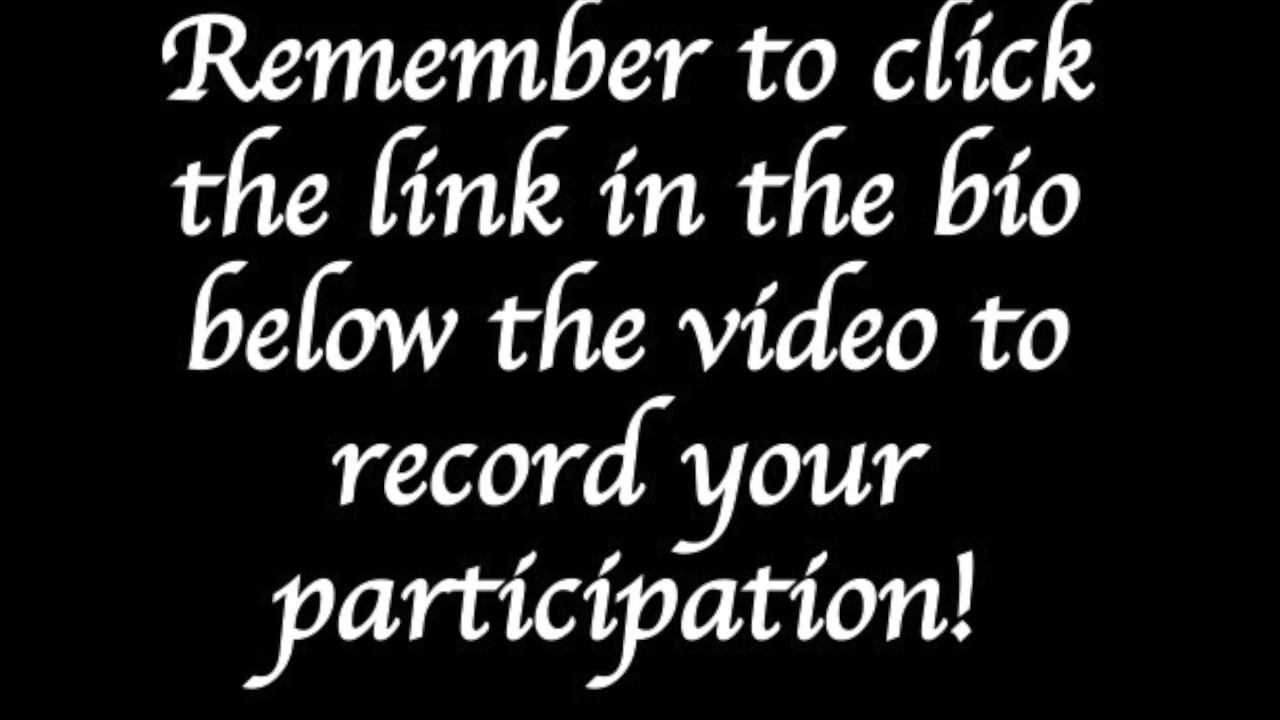 Remember to click
the link in the bio
below the video to
record your
participation!